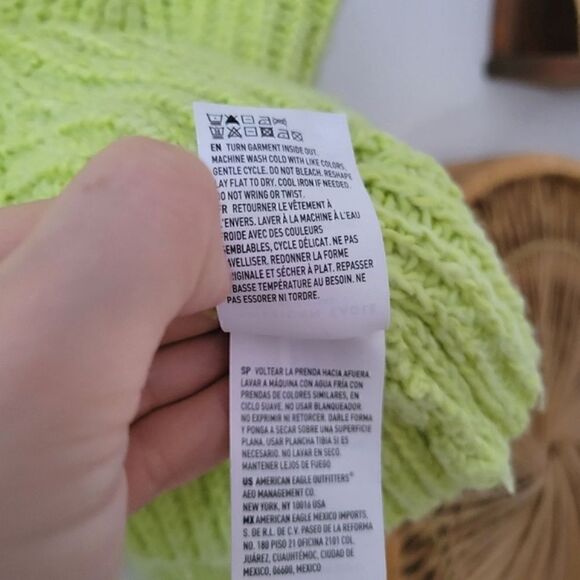 EN TURN GARMENT INSIDE OUT.
MACHINE WASH COLD WITH LIKE COLORS,
GENTLE CYCLE. DO NOT BLEACH. RESHAPE
LAY FLAT TO DRY. COOL IRON IF NEEDED.
DO NOT WRING OR TWIST.
FR RETOURNER LE VÊTEMENT À
L'ENVERS. LAVER À LA MACHINE À L'EAU
FROIDE AVEC DES COULEURS
SEMBLABLES, CYCLE DÉLICAT. NE PAS
JAVELLISER. REDONNER LA FORME
ORIGINALE ET SÉCHER À PLAT. REPASSER
BASSE TEMPÉRATURE AU BESOIN. NE
PAS ESSORER NI TORDRE.
SP VOLTEAR LA PRENDA HACIA AFUERA.
LAVAR A MÁQUINA CON AGUA FRÍA CON
PRENDAS DE COLORES SIMILARES, EN
CICLO SUAVE. NO USAR BLANQUEADOR
NO EXPRIMIR NI RETORCER. DARLE FORMA
Y PONGA A SECAR SOBRE UNA SUPERFICIE
PLANA. USAR PLANCHA TIBIA SI ES
NECESARIO. NO LAVAR EN SECO.
MANTENER LEJOS DE FUEGO.
US AMERICAN EAGLE OUTFITTERS®
AEO MANAGEMENT CO.
NEW YORK, NY 10016 USA
MX AMERICAN EAGLE MEXICO IMPORTS,
S. DE R.L. DE C.V. PASEO DE LA REFORMA
NO. 180 PISO 21 OFICINA 2101 COL.
JUÁREZ, CUAUHTÉMOC, CIUDAD DE
MEXICO, 06600, MEXICO